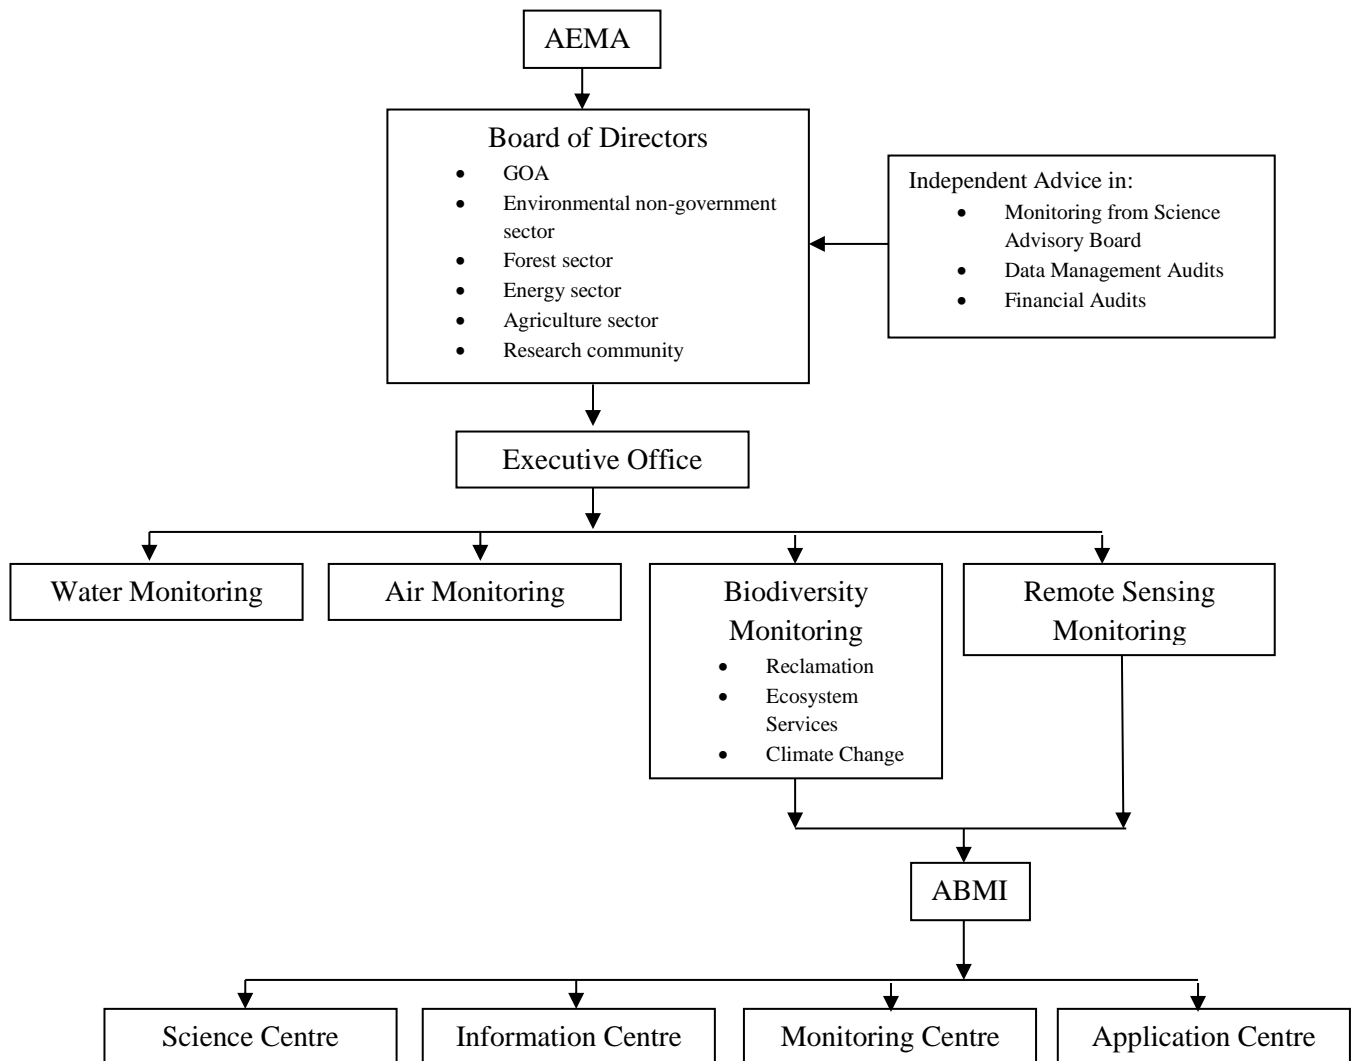 AEMA
Board of Directors
• GOA
• Environmental non-government
sector
• Forest sector
• Energy sector
• Agriculture sector
• Research community
Independent Advice in:
• Monitoring from Science
Advisory Board
• Data Management Audits
• Financial Audits
Executive Office
Water Monitoring
Air Monitoring
Biodiversity
Monitoring
• Reclamation
• Ecosystem
Services
• Climate Change
Remote Sensing
Monitoring
ABMI
Science Centre
Information Centre
Monitoring Centre
Application Centre